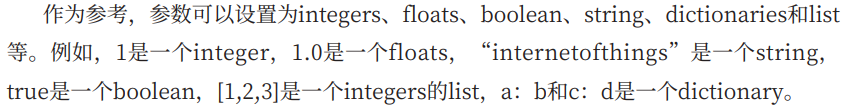 作为参考，参数可以设置为integers、floats、boolean、string、dictionaries和list
等。例如，1是一个integer，1.0是一个floats，“internetofthings”是一个string，
true是一个boolean，[1,2,3]是一个integers的list，a：b和c：d是一个dictionary。